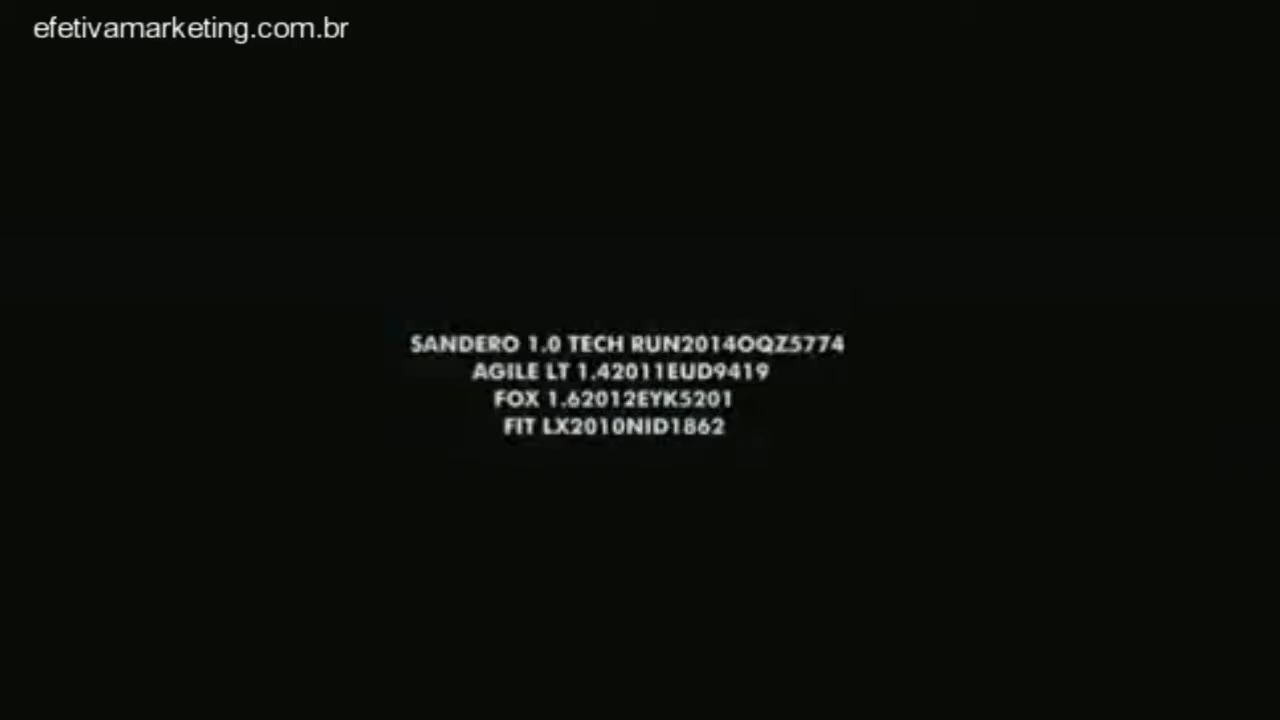 efetivamarketing.com.br
SANDERO 1.0 TECH RUN2014OQZ5774
AGILE LT 1.42011EUD9419
FOX 1.62012EYK5201
FIT LX2010NID1862